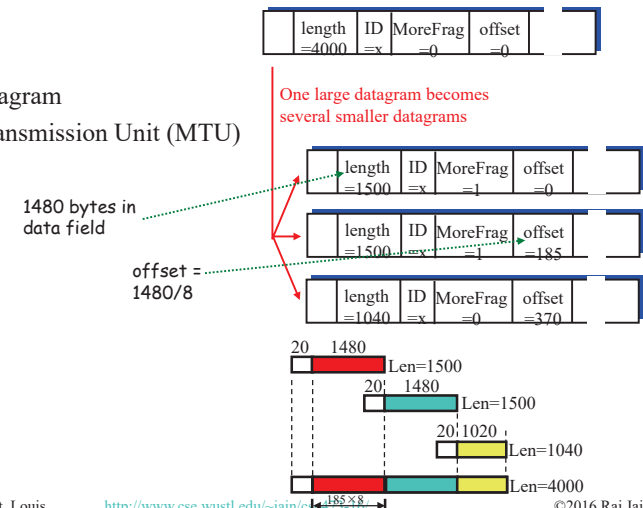 length ID MoreFrag offset
=4000 =x =0 =0
One large datagram becomes
several smaller datagrams
agram
ansmission Unit (MTU)
length ID MoreFrag offset
=1500 =x =1 =0
1480 bytes in
data field
length ID MoreFrag offset
=1500 =x =1 =185
offset =
1480/8
length ID MoreFrag offset
=1040 =x =0 =370
20 1480
Len=1500
20 1480
Len=1500
20 1020
Len=1040
Len=4000
185×8
t. Louis
©2016 Raj Jai